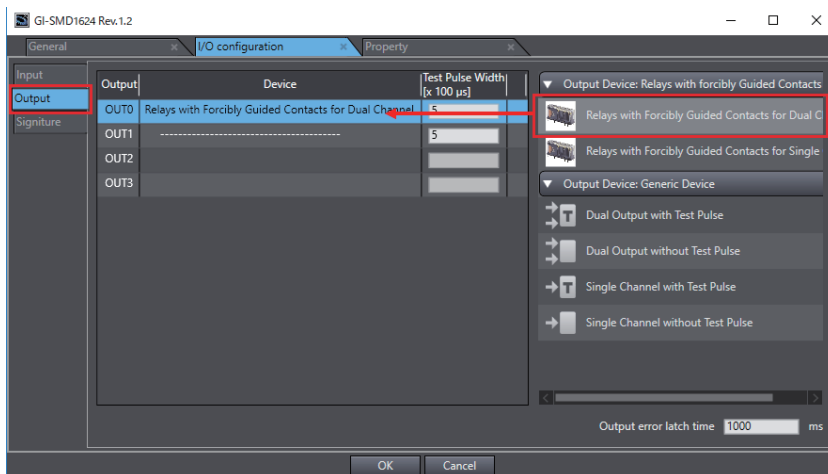 GI-SMD1624 Rev.1.2
General
I/O configuration
Property
Input
Output
Signiture
Output Device Test Pulse Width [x 100 µs]
OUT0 Relays with Forcibly Guided Contacts for Dual Channel 5
OUT1 ---------------------------------------- 5
OUT2
OUT3
Output Device: Relays with forcibly Guided Contacts
Relays with Forcibly Guided Contacts for Dual C
Relays with Forcibly Guided Contacts for Single
Output Device: Generic Device
T Dual Output with Test Pulse
Dual Output without Test Pulse
T Single Channel with Test Pulse
Single Channel without Test Pulse
Output error latch time 1000 ms
OK Cancel